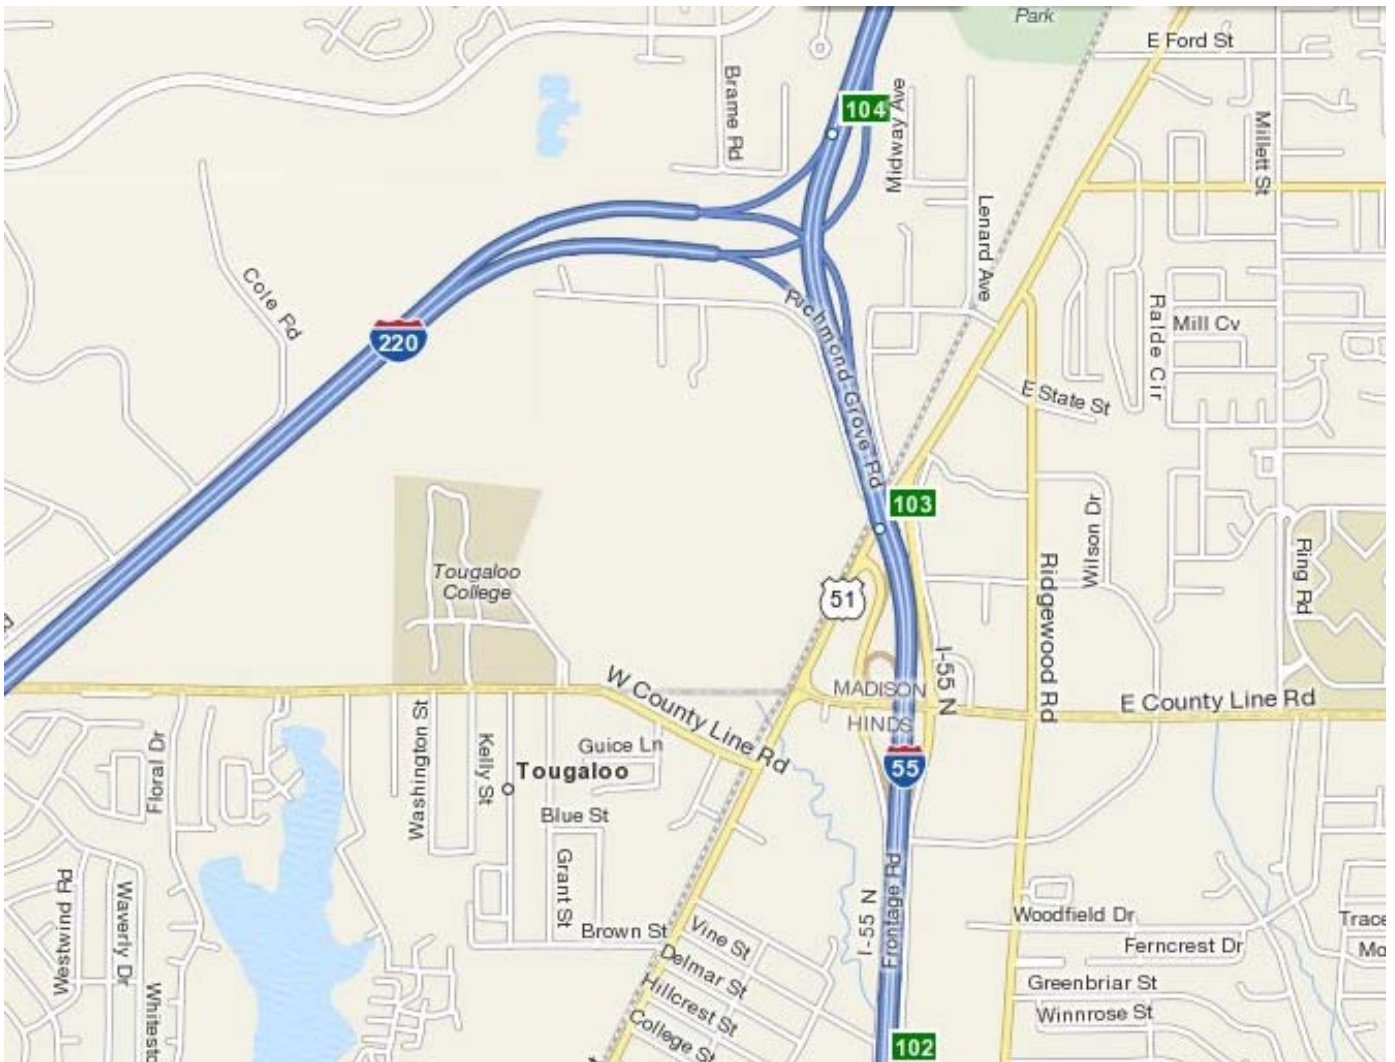 Park
E Ford St
Brame Rd
104
Midway Ave
Millett St
Lenard Ave
Cole Rd
Richmond Grove Rd
Ralde Cir
Mill Cv
220
E State St
103
Wilson Dr
Ring Rd
Tougaloo
College
51
Ridgewood Rd
I-55 N
W County Line Rd
MADISON
HINDS
E County Line Rd
Floral Dr
Washington St
Kelly St
Guice Ln
Tougaloo
55
Blue St
Grant St
Frontage Rd
I-55 N
Westwind Rd
Waverly Dr
Brown St
Vine St
Woodfield Dr
Trace
Ferncrest Dr
Mo
Delmar St
Hillcrest St
Greenbriar St
Whitesto
College St
Winnrose St
102